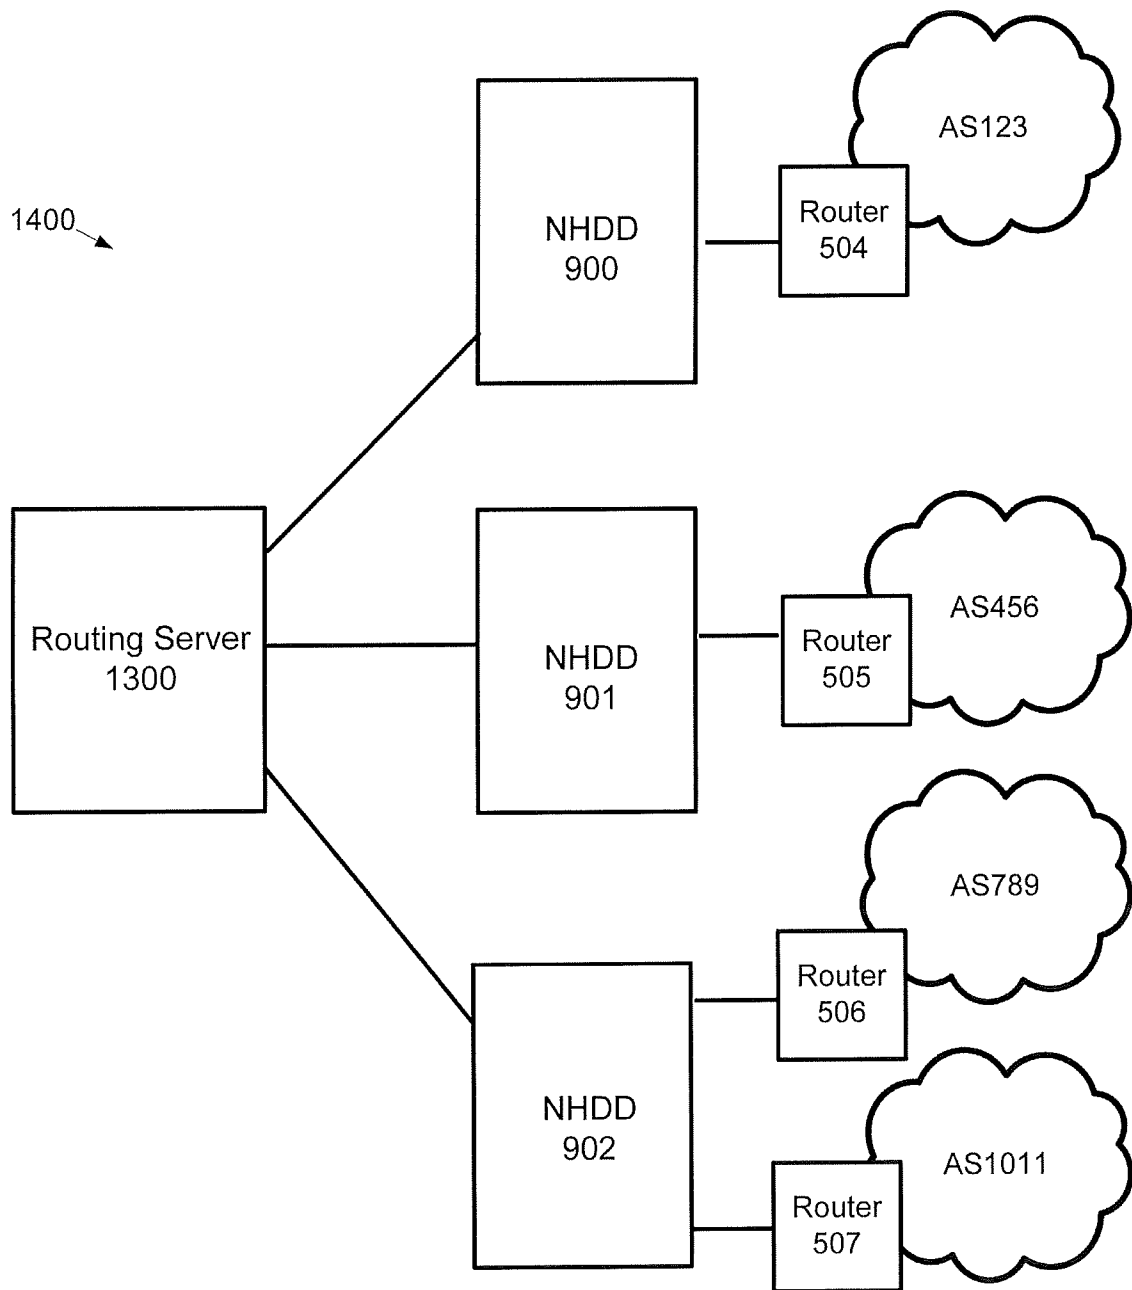 AS123
NHDD
900
Router
504
1400
AS456
Routing Server
1300
NHDD
901
Router
505
AS789
Router
506
NHDD
902
AS1011
Router
507